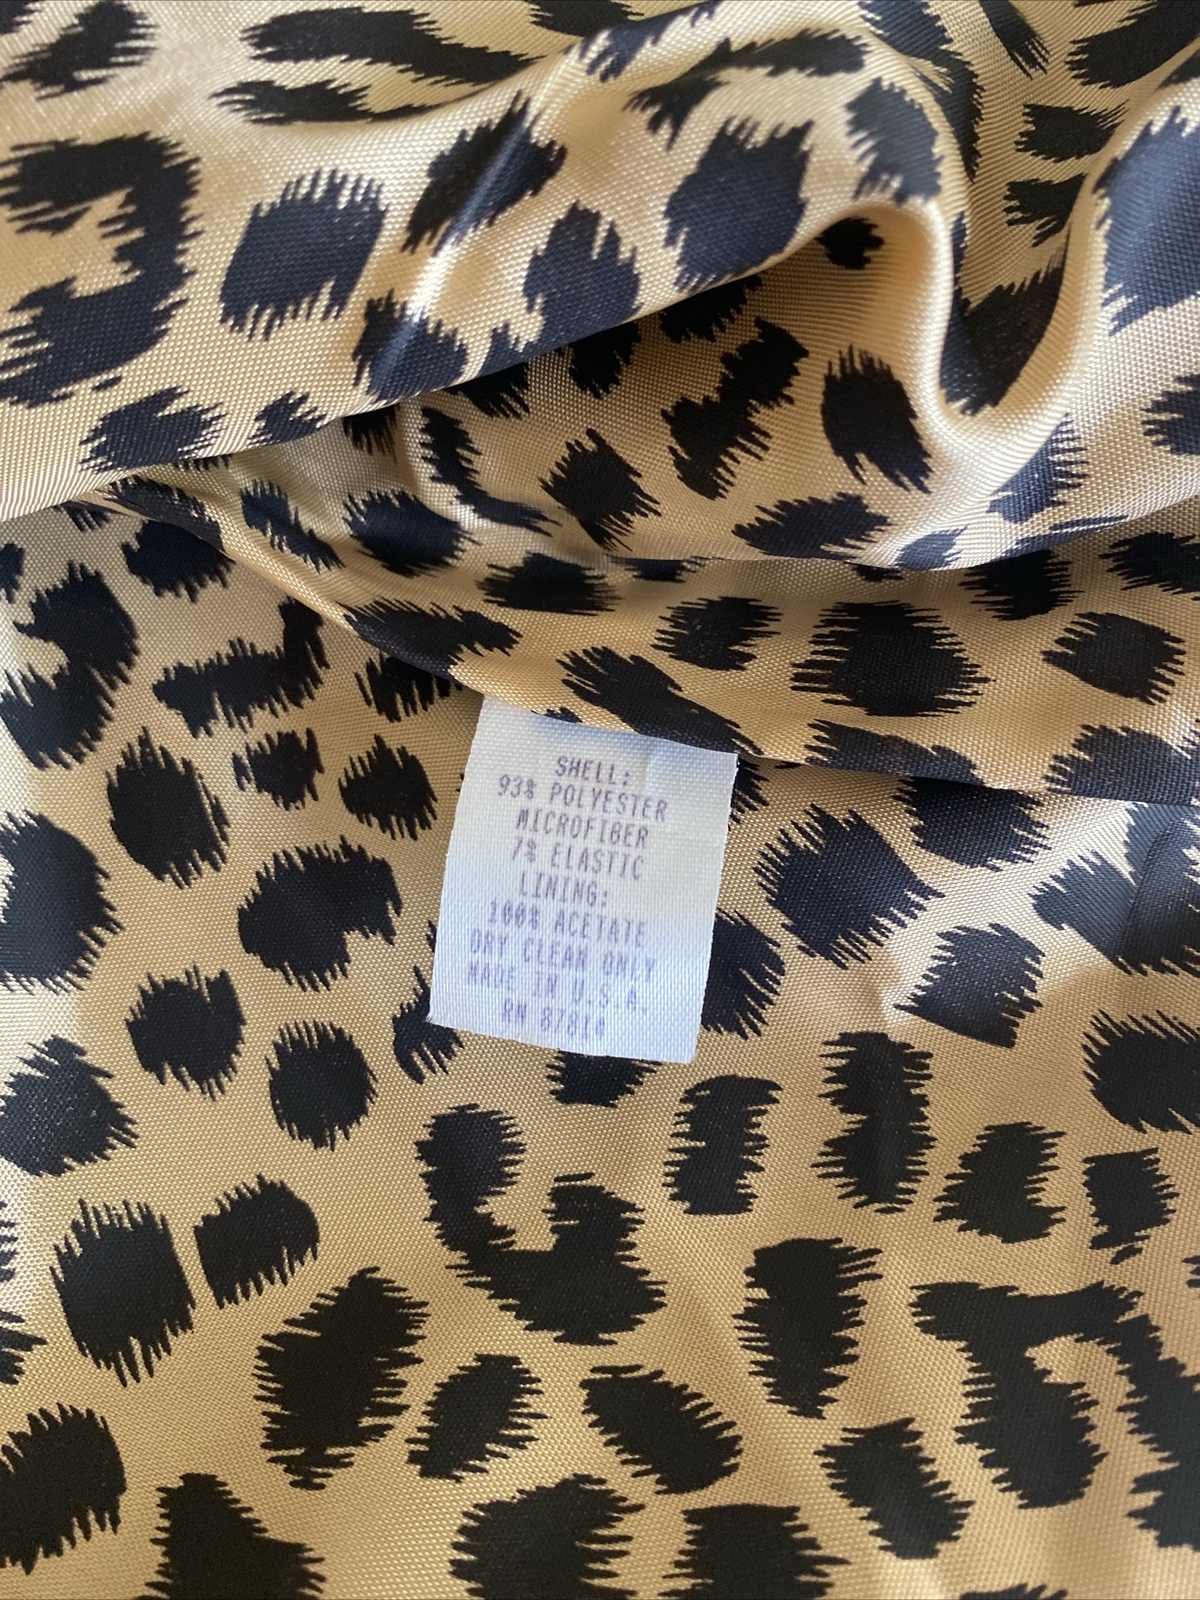 SHELL:
93% POLYESTER
MICROFIBER
7% ELASTIC
LINING:
100% ACETATE
DRY CLEAN ONLY
MADE IN U.S.A.
RN 87814